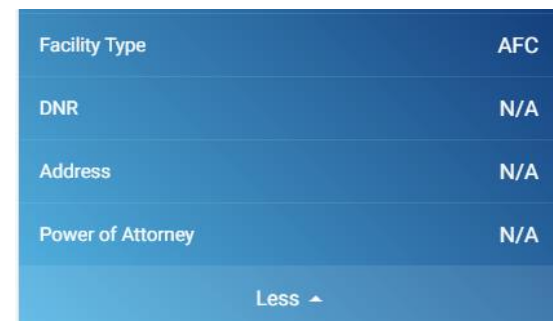 Facility Type AFC
DNR N/A
Address N/A
Power of Attorney N/A
Less